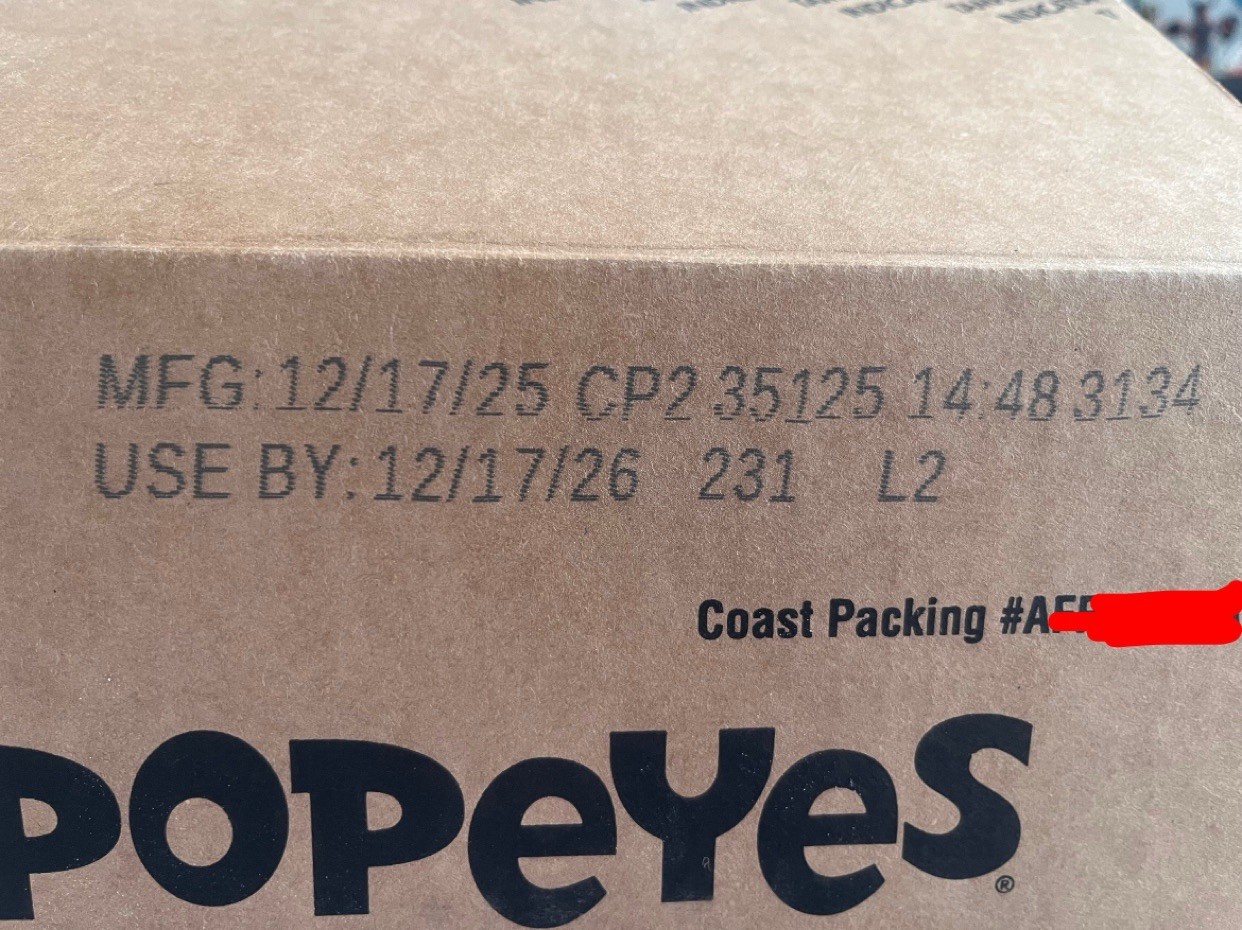 MFG: 12/17/25 CP2 35125 14:48 3134
USE BY: 12/17/26 231 L2
Coast Packing
POPEYES®